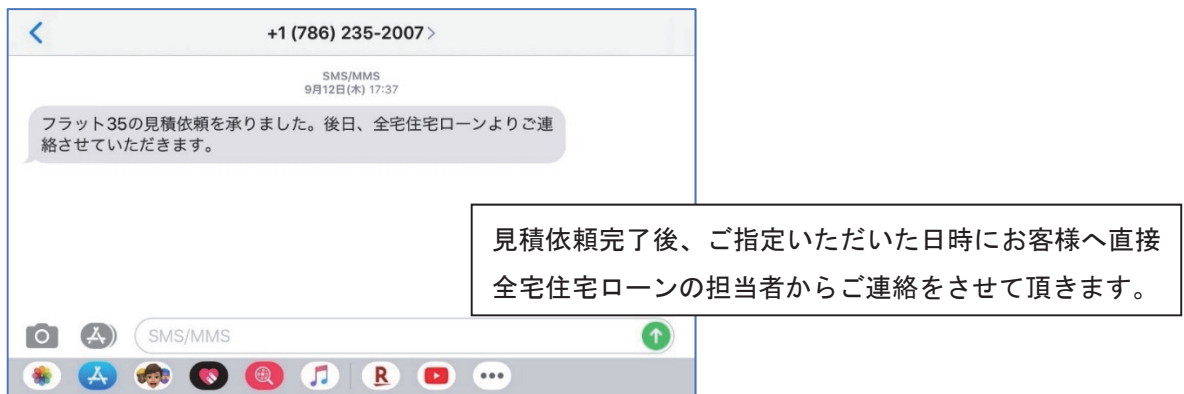 +1 (786) 235-2007
SMS/MMS
9月12日(木) 17:37
フラット35の見積依頼を承りました。後日、全宅住宅ローンよりご連
絡させていただきます。
見積依頼完了後、ご指定いただいた日時にお客様へ直接
全宅住宅ローンの担当者からご連絡をさせて頂きます。
SMS/MMS
R